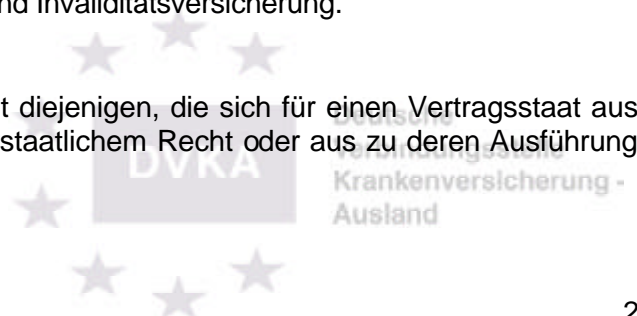 nd Invaliditätsversicherung.
t diejenigen, die sich für einen Vertragsstaat aus
staatlichem Recht oder aus zu deren Ausführung
DVKA
Deutsche
Verbindungsstelle
Krankenversicherung -
Ausland
2